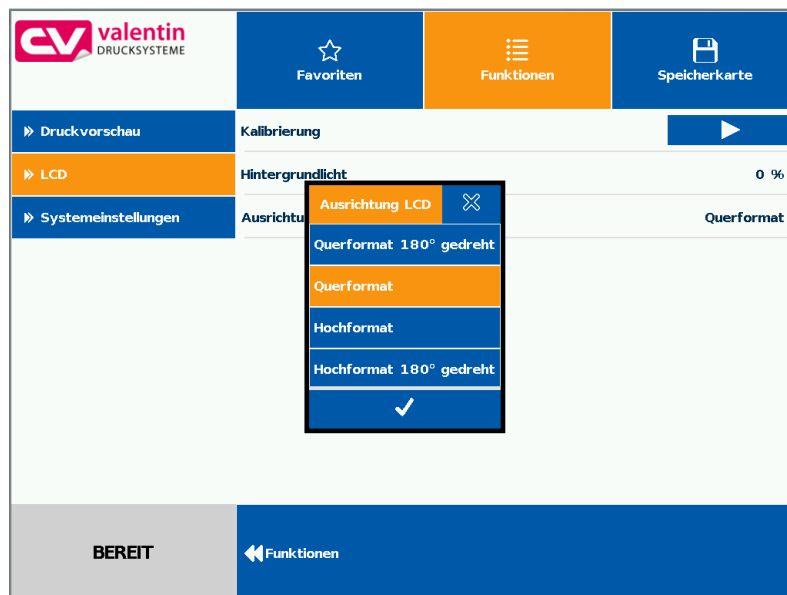 valentin
DRUCKSYSTEME
Favoriten
Funktionen
Speicherkarte
Druckvorschau
Kalibrierung
LCD
Hintergrundlicht
0 %
Systemeinstellungen
Ausrichtu
Querformat
Ausrichtung LCD
Querformat 180° gedreht
Querformat
Hochformat
Hochformat 180° gedreht
BEREIT
Funktionen